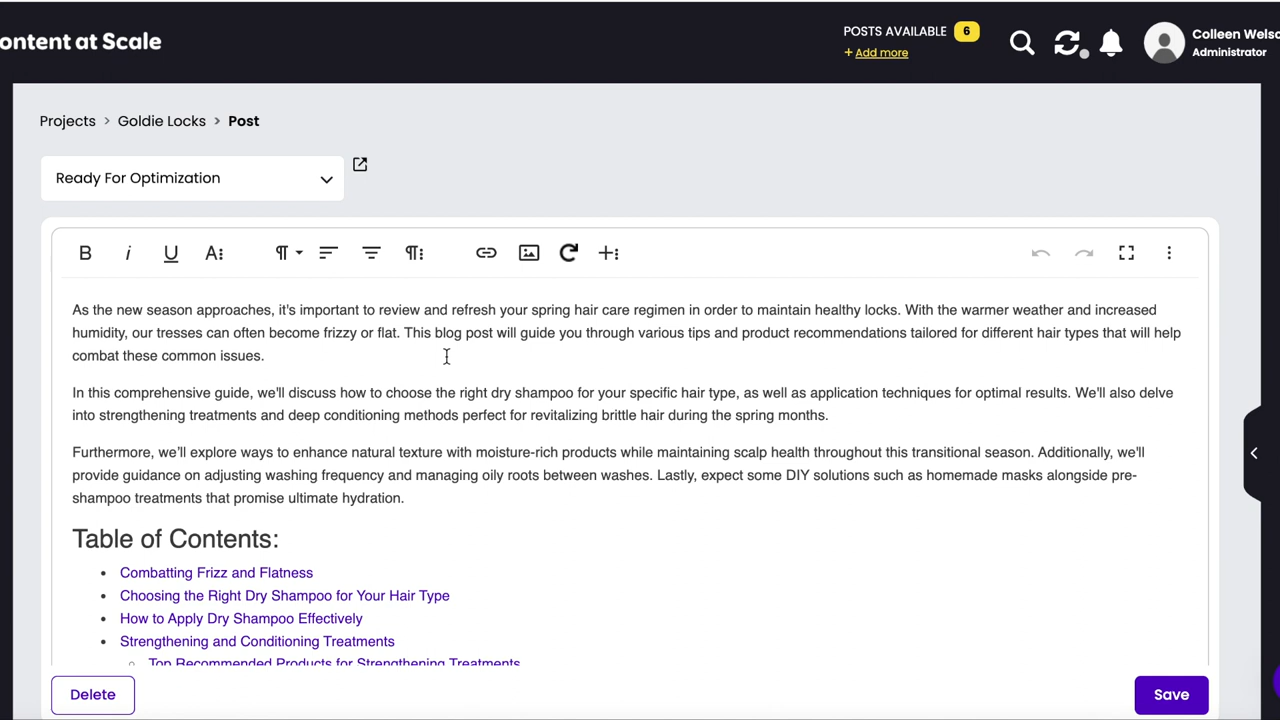 ontent at Scale
POSTS AVAILABLE 6
+ Add more
Colleen Welsc
Administrator
Projects > Goldie Locks > Post
Ready For Optimization
As the new season approaches, it's important to review and refresh your spring hair care regimen in order to maintain healthy locks. With the warmer weather and increased
humidity, our tresses can often become frizzy or flat. This blog post will guide you through various tips and product recommendations tailored for different hair types that will help
combat these common issues.
In this comprehensive guide, we'll discuss how to choose the right dry shampoo for your specific hair type, as well as application techniques for optimal results. We'll also delve
into strengthening treatments and deep conditioning methods perfect for revitalizing brittle hair during the spring months.
Furthermore, we'll explore ways to enhance natural texture with moisture-rich products while maintaining scalp health throughout this transitional season. Additionally, we'll
provide guidance on adjusting washing frequency and managing oily roots between washes. Lastly, expect some DIY solutions such as homemade masks alongside pre-
shampoo treatments that promise ultimate hydration.
Table of Contents:
• Combatting Frizz and Flatness
• Choosing the Right Dry Shampoo for Your Hair Type
• How to Apply Dry Shampoo Effectively
• Strengthening and Conditioning Treatments
Top Recommended Products for Strengthening Treatments
Delete
Save